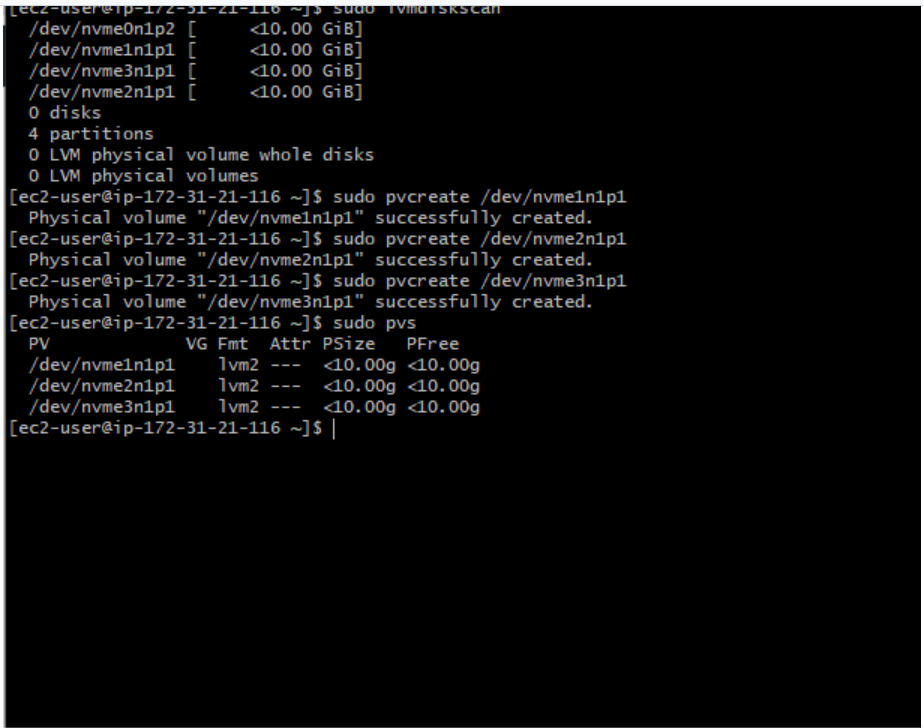 [ec2-user@ip-172-31-21-116 ~]$ sudo lvmdiskscan
  /dev/nvme0n1p2 [     <10.00 GiB]
  /dev/nvme1n1p1 [     <10.00 GiB]
  /dev/nvme3n1p1 [     <10.00 GiB]
  /dev/nvme2n1p1 [     <10.00 GiB]
  0 disks
  4 partitions
  0 LVM physical volume whole disks
  0 LVM physical volumes
[ec2-user@ip-172-31-21-116 ~]$ sudo pvcreate /dev/nvme1n1p1
  Physical volume "/dev/nvme1n1p1" successfully created.
[ec2-user@ip-172-31-21-116 ~]$ sudo pvcreate /dev/nvme2n1p1
  Physical volume "/dev/nvme2n1p1" successfully created.
[ec2-user@ip-172-31-21-116 ~]$ sudo pvcreate /dev/nvme3n1p1
  Physical volume "/dev/nvme3n1p1" successfully created.
[ec2-user@ip-172-31-21-116 ~]$ sudo pvs
  PV             VG Fmt  Attr PSize   PFree
  /dev/nvme1n1p1    lvm2 ---  <10.00g <10.00g
  /dev/nvme2n1p1    lvm2 ---  <10.00g <10.00g
  /dev/nvme3n1p1    lvm2 ---  <10.00g <10.00g
[ec2-user@ip-172-31-21-116 ~]$